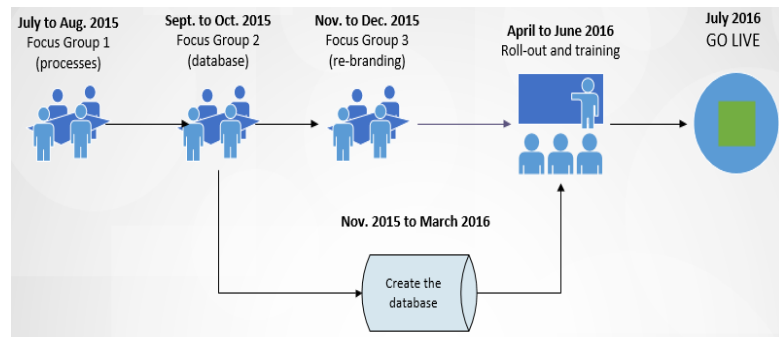 July to Aug. 2015
Focus Group 1
(processes)
Sept. to Oct. 2015
Focus Group 2
(database)
Nov. to Dec. 2015
Focus Group 3
(re-branding)
April to June 2016
Roll-out and training
July 2016
GO LIVE
Nov. 2015 to March 2016
Create the
database